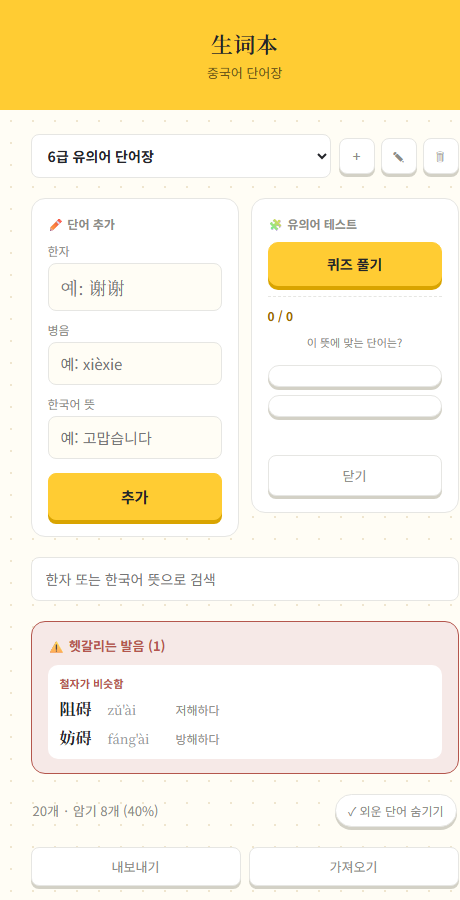 生词本
중국어 단어장
6급 유의어 단어장
+
단어 추가
한자
예: 谢谢
병음
예: xièxie
한국어 뜻
예: 고맙습니다
추가
유의어 테스트
퀴즈 풀기
0 / 0
이 뜻에 맞는 단어는?
닫기
한자 또는 한국어 뜻으로 검색
헷갈리는 발음 (1)
철자가 비슷함
阻碍 zǔ'ài 저해하다
妨碍 fáng'ài 방해하다
20개 · 암기 8개 (40%)
✓ 외운 단어 숨기기
내보내기
가져오기